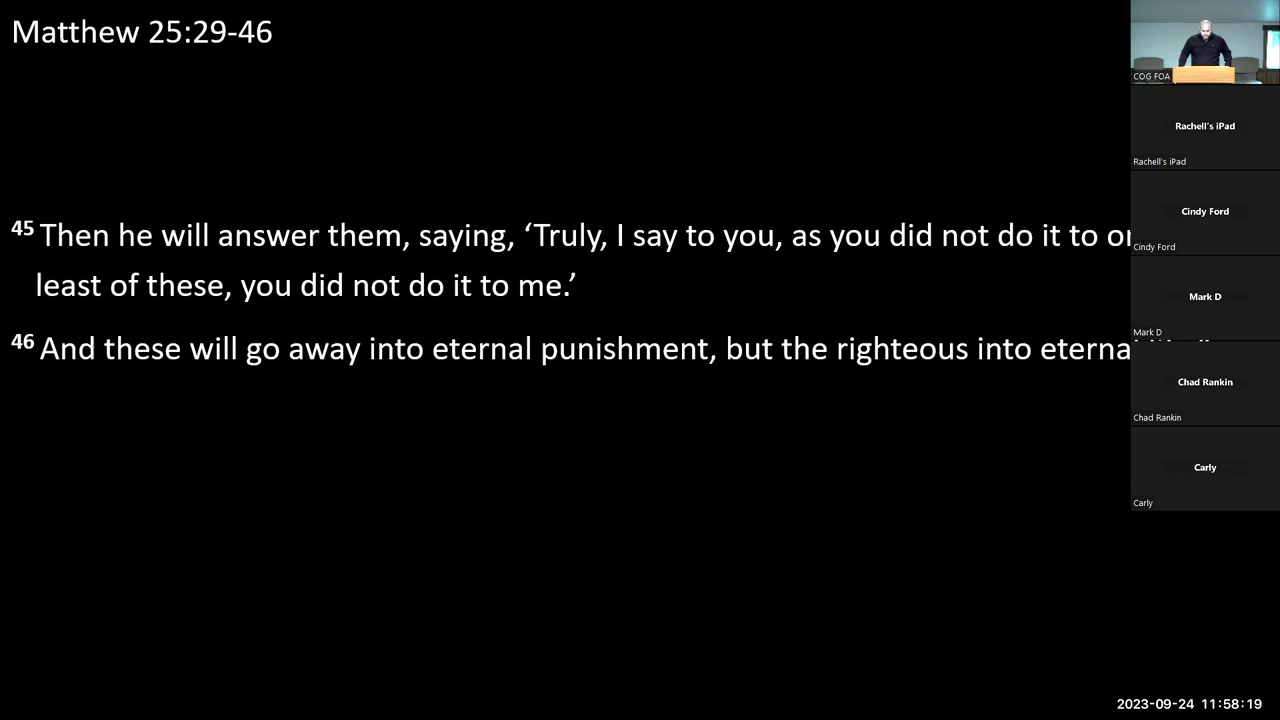 Matthew 25:29-46
45 Then he will answer them, saying, ‘Truly, I say to you, as you did not do it to
least of these, you did not do it to me.’
46 And these will go away into eternal punishment, but the righteous into
COG FOA
Rachell's iPad
Rachell's iPad
Cindy Ford
Cindy Ford
Mark D
Mark D
Chad Rankin
Chad Rankin
Carly
Carly
2023-09-24 11:58:19